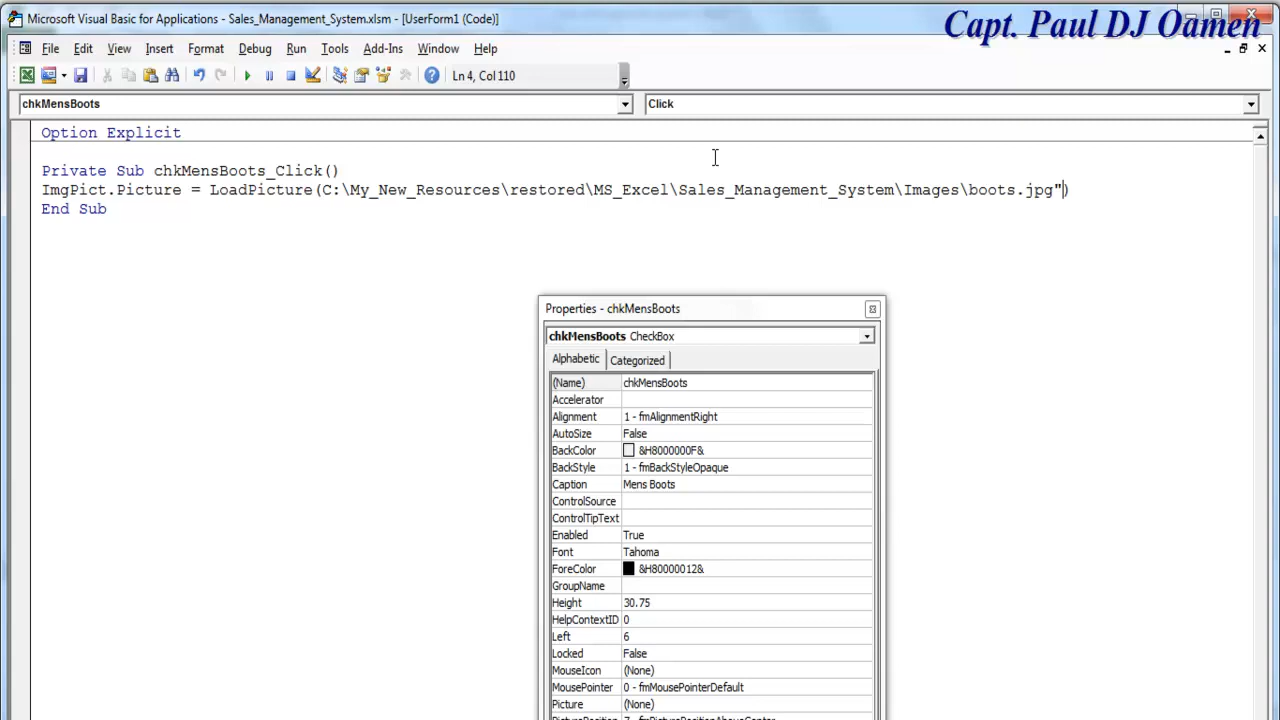 Microsoft Visual Basic for Applications - Sales_Management_System.xlsm - [UserForm1 (Code)]
Capt. Paul DJ Oamen
File Edit View Insert Format Debug Run Tools Add-Ins Window Help
Ln 4, Col 110
chkMensBoots Click
Option Explicit
Private Sub chkMensBoots_Click()
ImgPict.Picture = LoadPicture(C:\My_New_Resources\restored\MS_Excel\Sales_Management_System\Images\boots.jpg")
End Sub
Properties - chkMensBoots
chkMensBoots CheckBox
Alphabetic Categorized
(Name) chkMensBoots
Accelerator
Alignment 1 - fmAlignmentRight
AutoSize False
BackColor &H8000000F&
BackStyle 1 - fmBackStyleOpaque
Caption Mens Boots
ControlSource
ControlTipText
Enabled True
Font Tahoma
ForeColor &H80000012&
GroupName
Height 30.75
HelpContextID 0
Left 6
Locked False
MouseIcon (None)
MousePointer 0 - fmMousePointerDefault
Picture (None)
PicturePosition 7 - fmPicturePositionAboveCenter